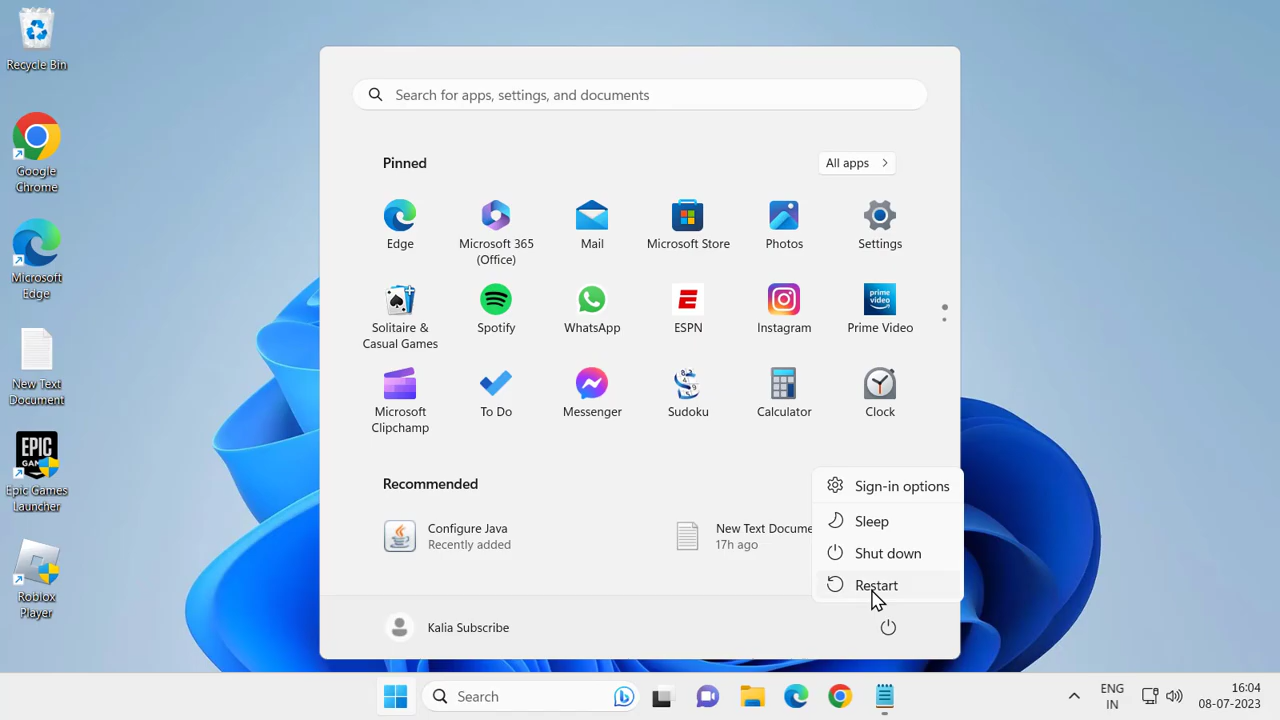 Recycle Bin
Google
Chrome
Microsoft
Edge
New Text
Document
EPIC
GAMES
Epic Games
Launcher
Roblox
Player
Search for apps, settings, and documents
Pinned
All apps
Edge
Microsoft 365
(Office)
Mail
Microsoft Store
Photos
Settings
Solitaire &
Casual Games
Spotify
WhatsApp
ESPN
Instagram
prime
video
Prime Video
Microsoft
Clipchamp
To Do
Messenger
Sudoku
Calculator
Clock
Recommended
Configure Java
Recently added
New Text Docume
17h ago
Sign-in options
Sleep
Shut down
Restart
Kalia Subscribe
Search
ENG
IN
16:04
08-07-2023